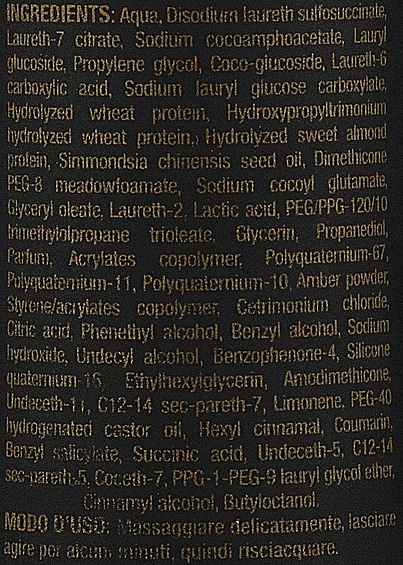 INGREDIENTS: Aqua, Disodium laureth sulfosuccinate,
Laureth-7 citrate, Sodium cocoamphoacetate, Lauryl
glucoside, Propylene glycol, Coco-glucoside, Laureth-6
carboxylic acid, Sodium lauryl glucose carboxylate,
Hydrolyzed wheat protein, Hydroxypropyltrimonium
hydrolyzed wheat protein, Hydrolyzed sweet almond
protein, Simmondsia chinensis seed oil, Dimethicone
PEG-8 meadowfoamate, Sodium cocoyl glutamate,
Glyceryl oleate, Laureth-2, Lactic acid, PEG/PPG-120/10
trimethylolpropane trioleate, Glycerin, Propanediol,
Parfum, Acrylates copolymer, Polyquaternium-67,
Polyquaternium-11, Polyquaternium-10, Amber powder,
Styrene/acrylates copolymer, Cetrimonium chloride,
Citric acid, Phenethyl alcohol, Benzyl alcohol, Sodium
hydroxide, Undecyl alcohol, Benzophenone-4, Silicone
quaternium-16, Ethylhexylglycerin, Amodimethicone,
Undeceth-11, C12-14 sec-pareth-7, Limonene, PEG-40
hydrogenated castor oil, Hexyl cinnamal, Coumarin,
Benzyl salicylate, Succinic acid, Undeceth-5, C12-14
sec-pareth-5, Coceth-7, PPG-1-PEG-9 lauryl glycol ether,
Cinnamyl alcohol, Butyloctanol.
MODO D'USO: Massaggiare delicatamente, lasciare
agire per alcuni minuti, quindi risciacquare.